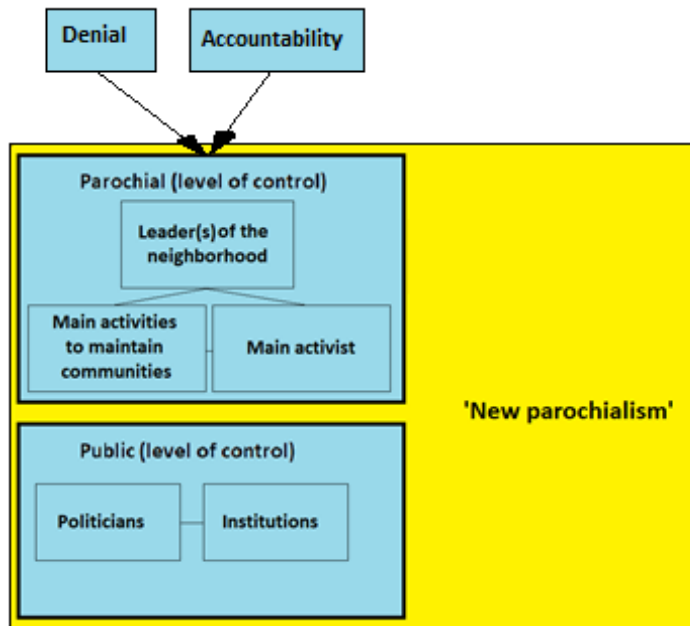 Denial
Accountability
Parochial (level of control)
Leader(s) of the
neighborhood
Main activities
to maintain
communities
Main activist
'New parochialism'
Public (level of control)
Politicians
Institutions